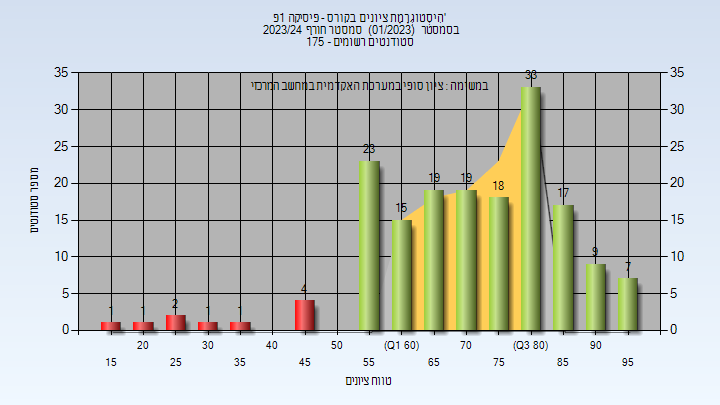 היסטוגרמת ציונים בקורס - פיסיקה 1פ'
בסמסטר (01/2023) סמסטר חורף 2023/24
סטודנטים רשומים - 175
במשימה : ציון סופי במערכת האקדמית במחשב המרכזי
מספר סטודנטים
35 35
30 30
25 25
20 20
15 15
10 10
5 5
0 0
1 1 2 1 1 4 23 15 19 19 18 33 17 9 7
20 30 40 50 (Q1 60) 70 (Q3 80) 90
15 25 35 45 55 65 75 85 95
טווח ציונים